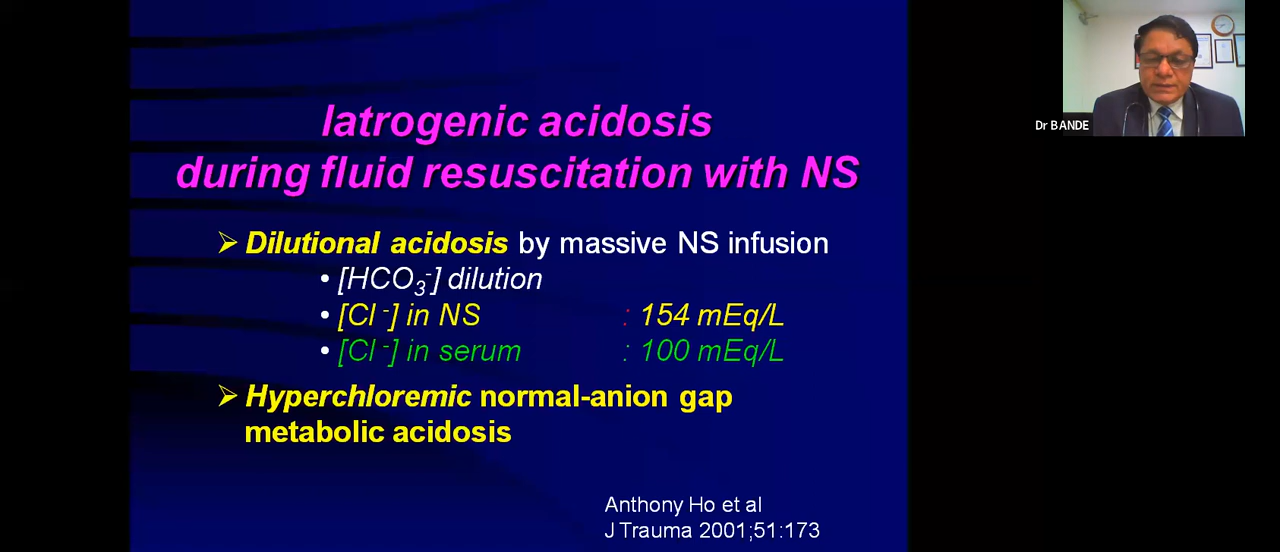 Iatrogenic acidosis
during fluid resuscitation with NS
➢ Dilutional acidosis by massive NS infusion
• [HCO₃⁻] dilution
• [Cl⁻] in NS : 154 mEq/L
• [Cl⁻] in serum : 100 mEq/L
➢ Hyperchloremic normal-anion gap
metabolic acidosis
Anthony Ho et al
J Trauma 2001;51:173
Dr BANDE